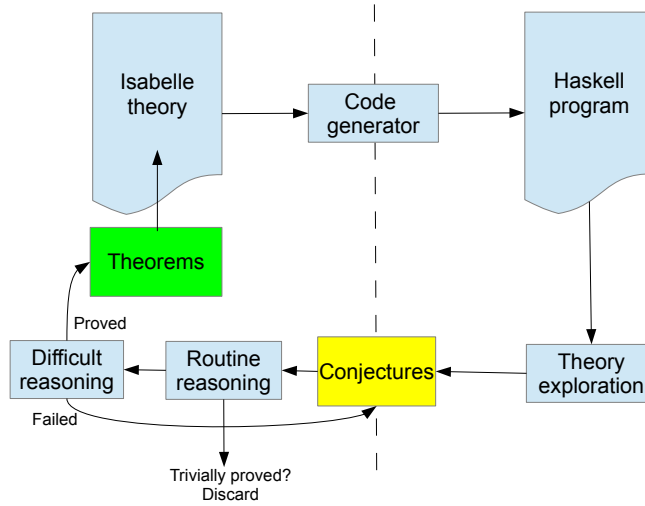 Isabelle
theory
Code
generator
Haskell
program
Theorems
Proved
Difficult
reasoning
Routine
reasoning
Conjectures
Theory
exploration
Failed
Trivially proved?
Discard